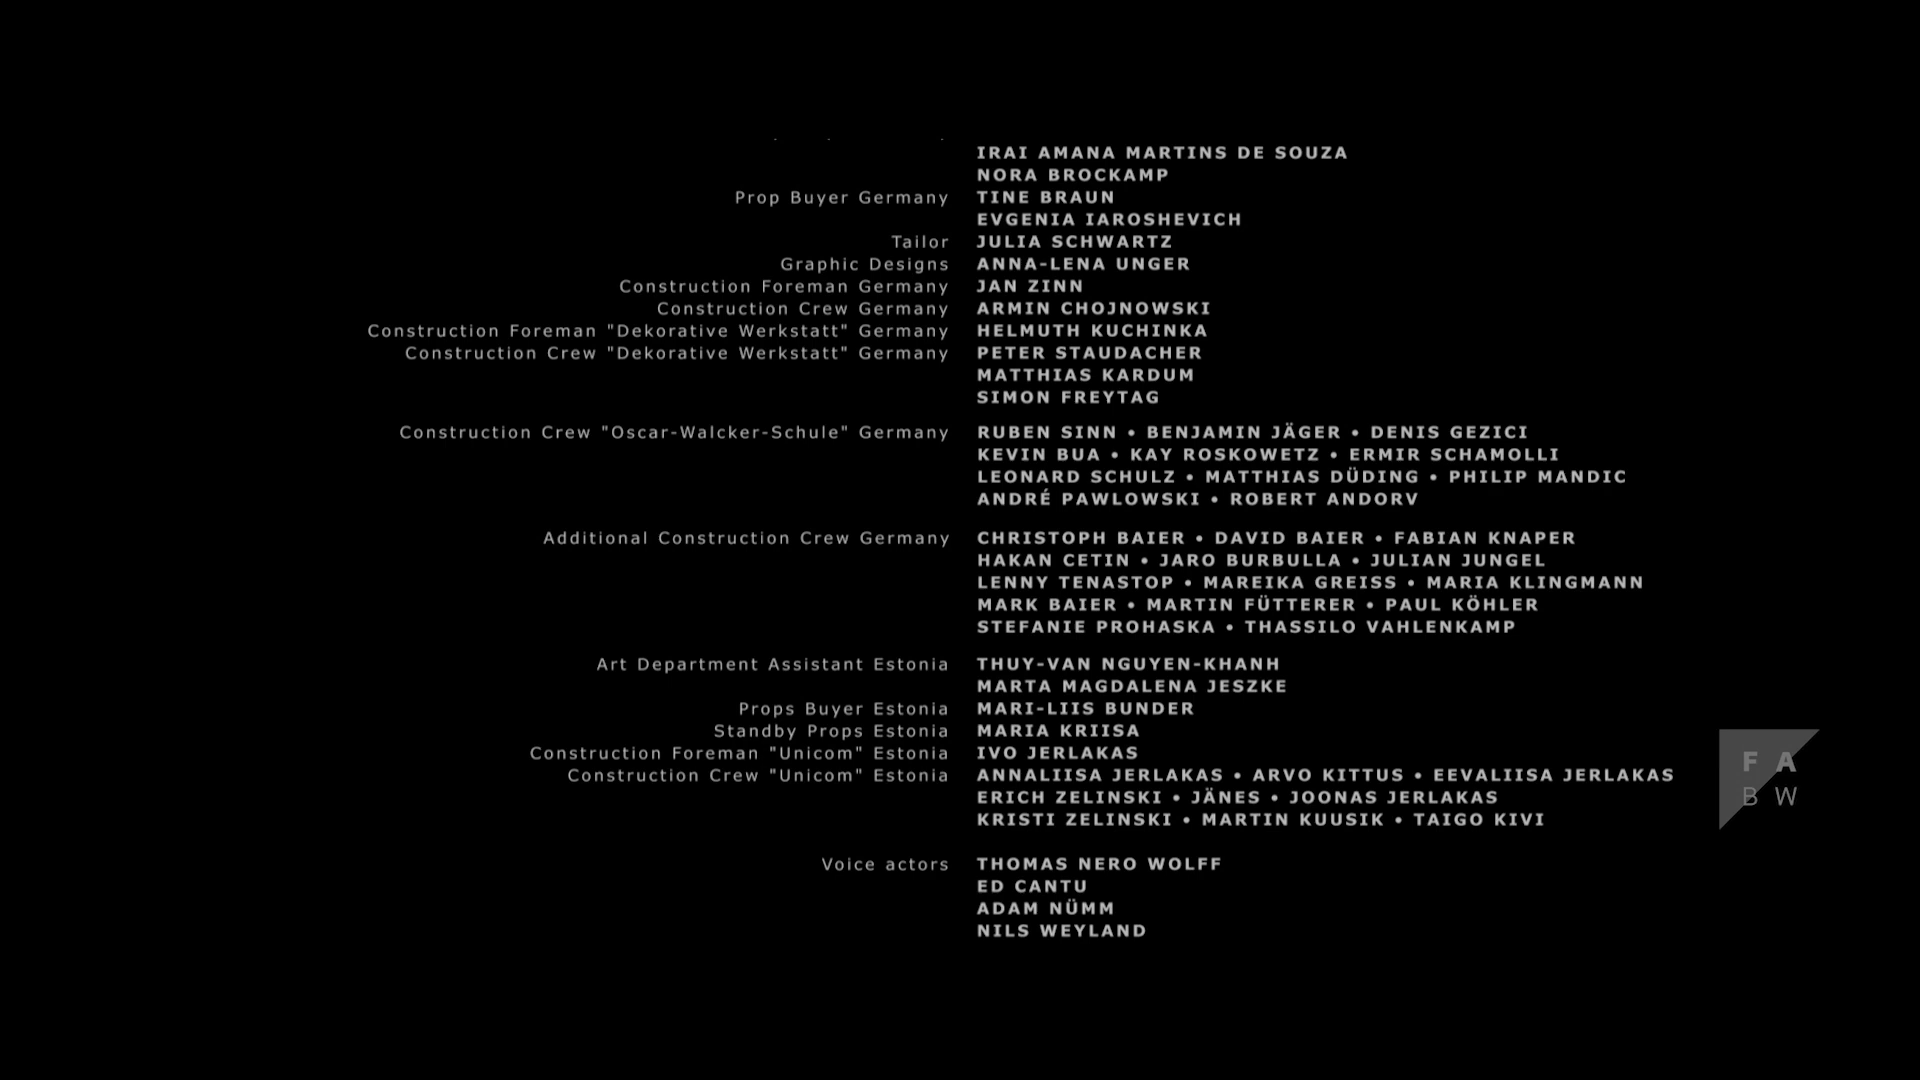 IRAI AMANA MARTINS DE SOUZA
NORA BROCKAMP
Prop Buyer Germany TINE BRAUN
EVGENIA IAROSHEVICH
Tailor JULIA SCHWARTZ
Graphic Designs ANNA-LENA UNGER
Construction Foreman Germany JAN ZINN
Construction Crew Germany ARMIN CHOJNOWSKI
Construction Foreman "Dekorative Werkstatt" Germany HELMUTH KUCHINKA
Construction Crew "Dekorative Werkstatt" Germany PETER STAUDACHER
MATTHIAS KARDUM
SIMON FREYTAG
Construction Crew "Oscar-Walcker-Schule" Germany RUBEN SINN • BENJAMIN JÄGER • DENIS GEZICI
KEVIN BUA • KAY ROSKOWETZ • ERMIR SCHAMOLLI
LEONARD SCHULZ • MATTHIAS DÜDING • PHILIP MANDIC
ANDRÉ PAWLOWSKI • ROBERT ANDORV
Additional Construction Crew Germany CHRISTOPH BAIER • DAVID BAIER • FABIAN KNAPER
HAKAN CETIN • JARO BURBULLA • JULIAN JUNGEL
LENNY TENASTOP • MAREIKA GREISS • MARIA KLINGMANN
MARK BAIER • MARTIN FÜTTERER • PAUL KÖHLER
STEFANIE PROHASKA • THASSILO VAHLENKAMP
Art Department Assistant Estonia THUY-VAN NGUYEN-KHANH
MARTA MAGDALENA JESZKE
Props Buyer Estonia MARI-LIIS BUNDER
Standby Props Estonia MARIA KRIISA
Construction Foreman "Unicom" Estonia IVO JERLAKAS
Construction Crew "Unicom" Estonia ANNALIISA JERLAKAS • ARVO KITTUS • EEVALIISA JERLAKAS
ERICH ZELINSKI • JÄNES • JOONAS JERLAKAS
KRISTI ZELINSKI • MARTIN KUUSIK • TAIGO KIVI
Voice actors THOMAS NERO WOLFF
ED CANTU
ADAM NÜMM
NILS WEYLAND
F A
B W